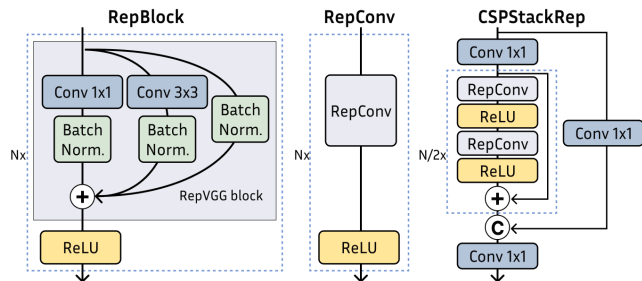 RepBlock
Conv 1x1
Conv 3x3
Batch
Norm.
Batch
Norm.
Batch
Norm.
+
RepVGG block
Nx
ReLU
RepConv
RepConv
Nx
ReLU
CSPStackRep
Conv 1x1
RepConv
ReLU
RepConv
ReLU
+
N/2x
Conv 1x1
C
Conv 1x1